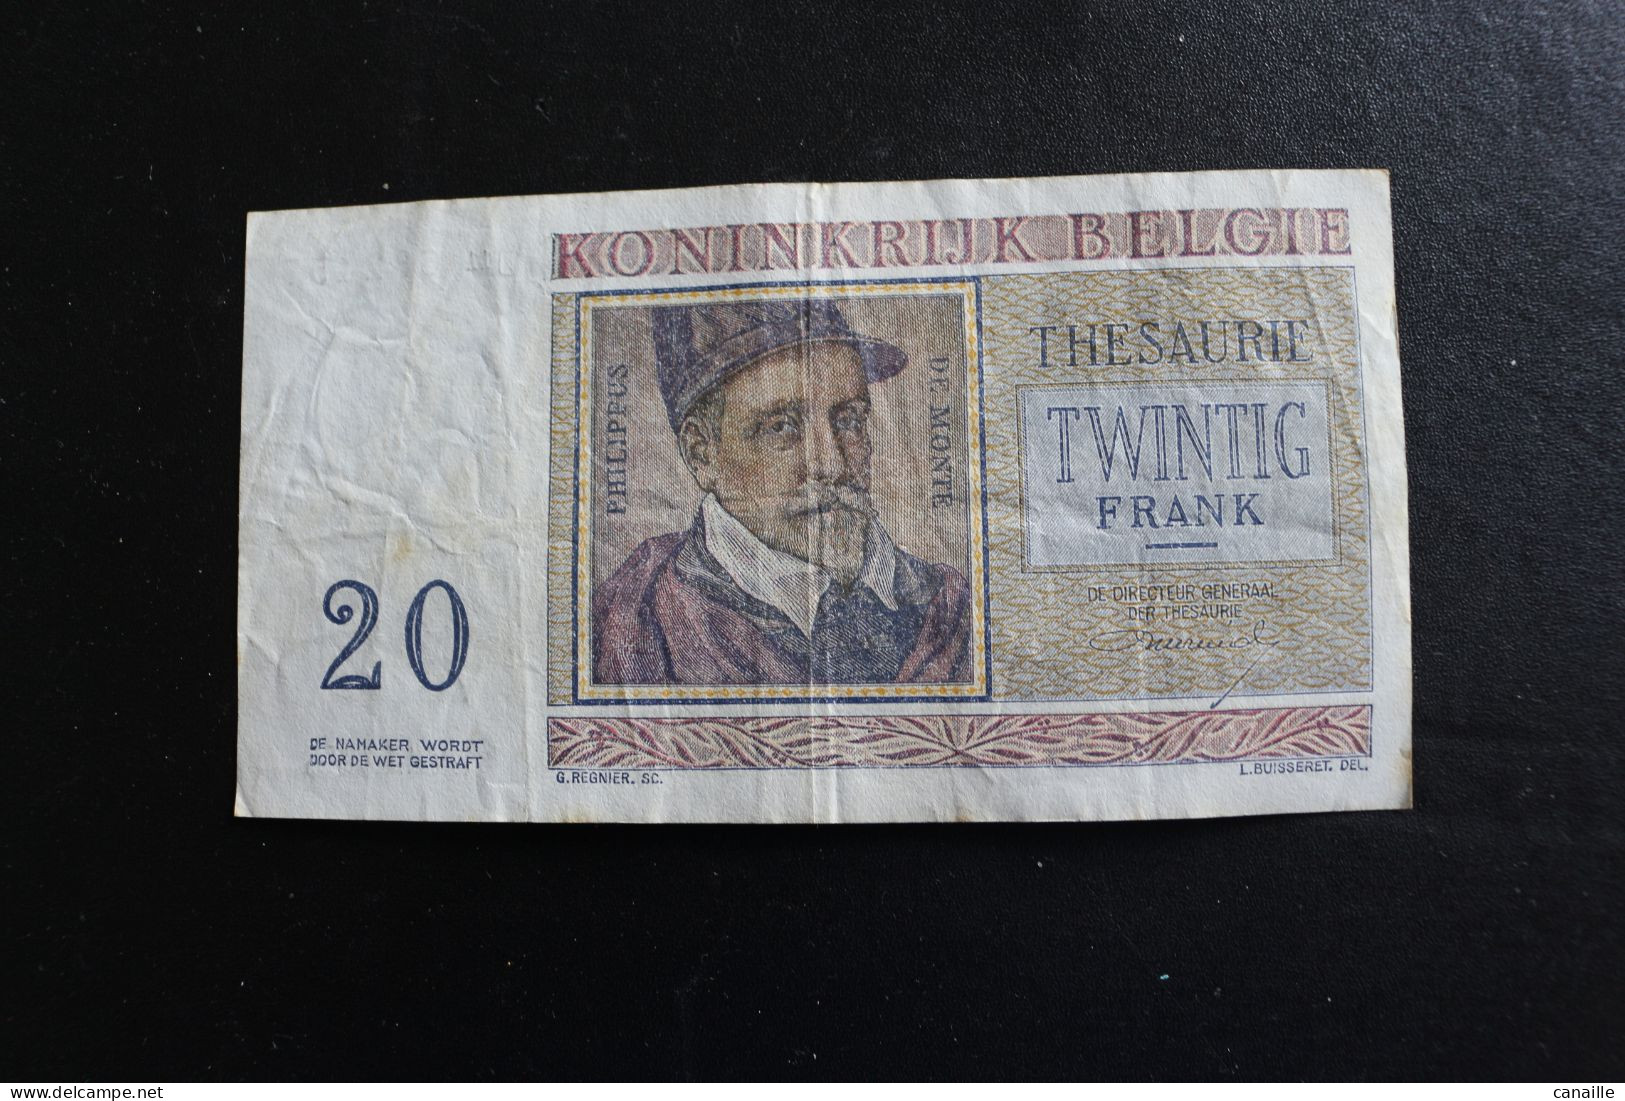 KONINKRIJK BELGIE
PHILIPPUS
DE MONTE
THESAURIE
TWINTIG
FRANK
DE DIRECTEUR GENERAAL
DER THESAURIE
20
DE NAMAKER WORDT
DOOR DE WET GESTRAFT
G. REGNIER. SC.
L. BUISSERET. DEL.
canaille